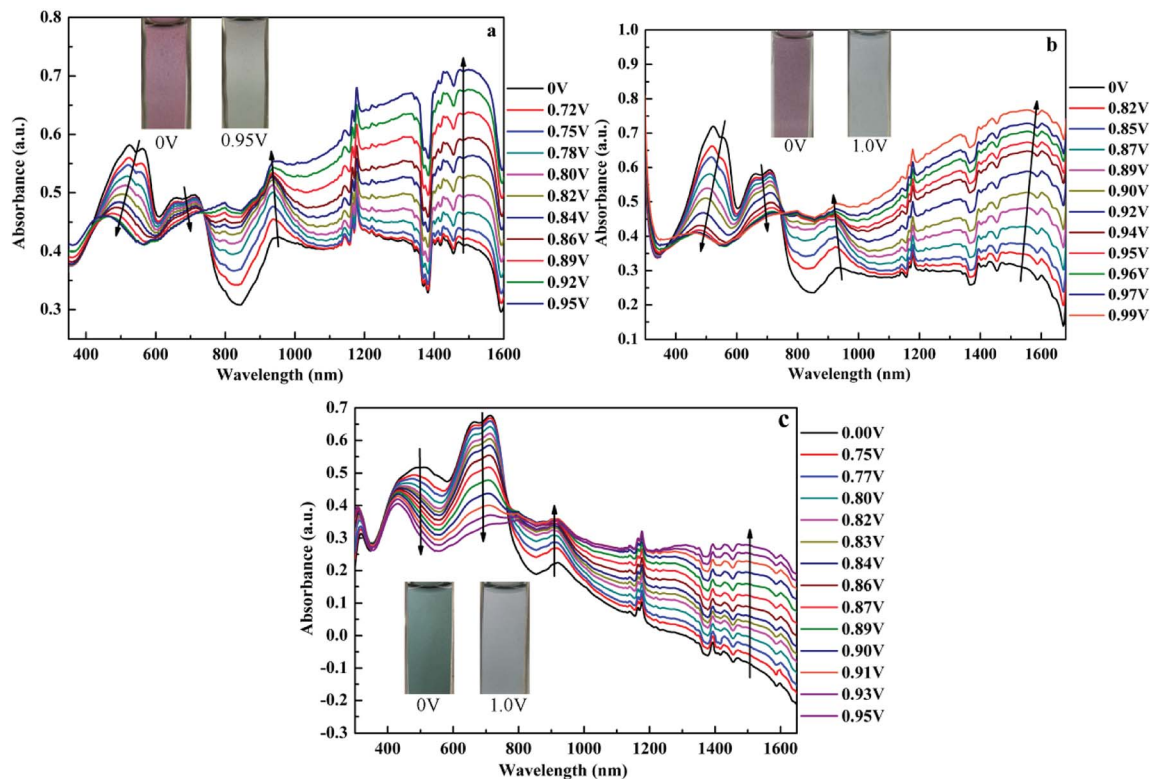 a
0V
0.95V
0.8
0.7
0.6
0.5
0.4
0.3
Absorbance (a.u.)
400 600 800 1000 1200 1400 1600
Wavelength (nm)
0V
0.72V
0.75V
0.78V
0.80V
0.82V
0.84V
0.86V
0.89V
0.92V
0.95V
b
0V
1.0V
1.0
0.9
0.8
0.7
0.6
0.5
0.4
0.3
0.2
0.1
Absorbance (a.u.)
400 600 800 1000 1200 1400 1600
Wavelength (nm)
0V
0.82V
0.85V
0.87V
0.89V
0.90V
0.92V
0.94V
0.95V
0.96V
0.97V
0.99V
c
0V
1.0V
0.7
0.6
0.5
0.4
0.3
0.2
0.1
0.0
-0.1
-0.2
-0.3
Absorbance (a.u.)
400 600 800 1000 1200 1400 1600
Wavelength (nm)
0.00V
0.75V
0.77V
0.80V
0.82V
0.83V
0.84V
0.86V
0.87V
0.89V
0.90V
0.91V
0.93V
0.95V